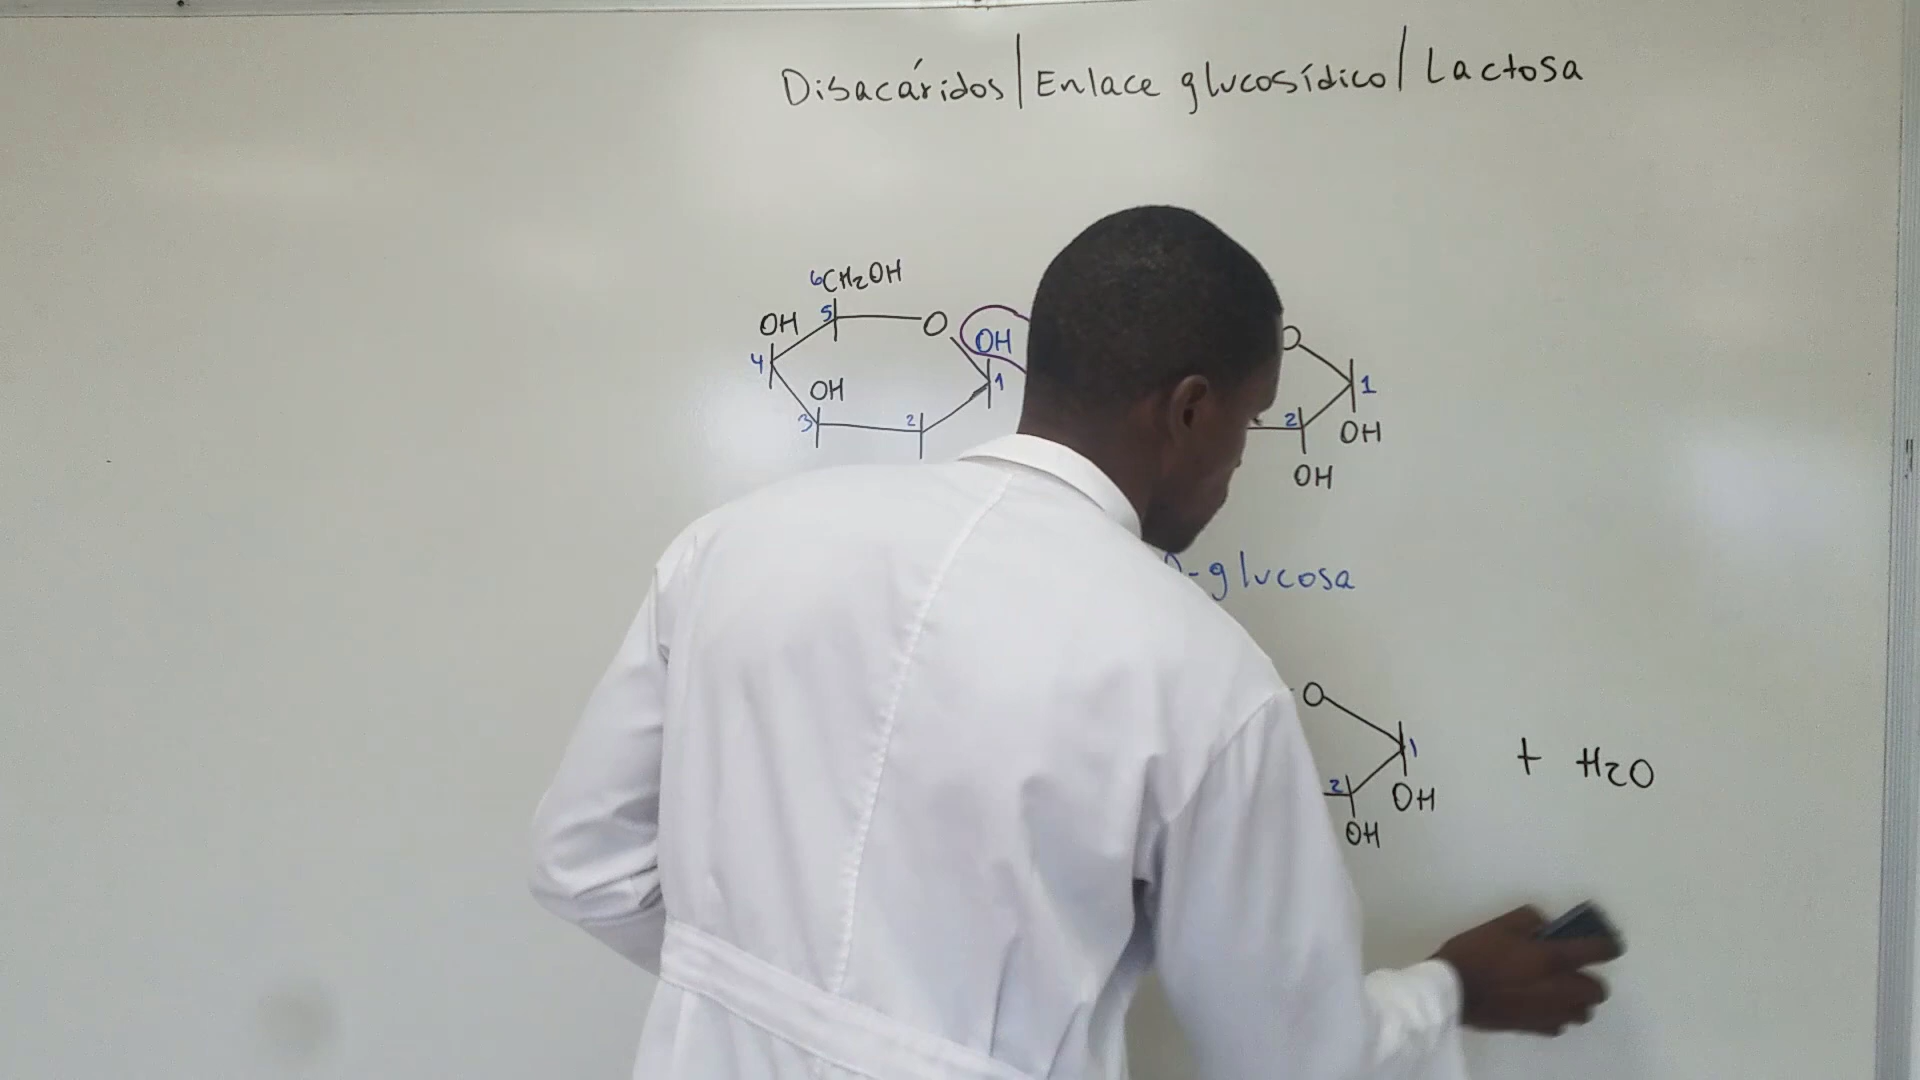 Disacáridos | Enlace glucosídico | Lactosa
6CH2OH
OH 5 O OH O
4 1 1
OH
3 2 2 OH
OH
D-glucosa
O
1
2 OH + H2O
OH